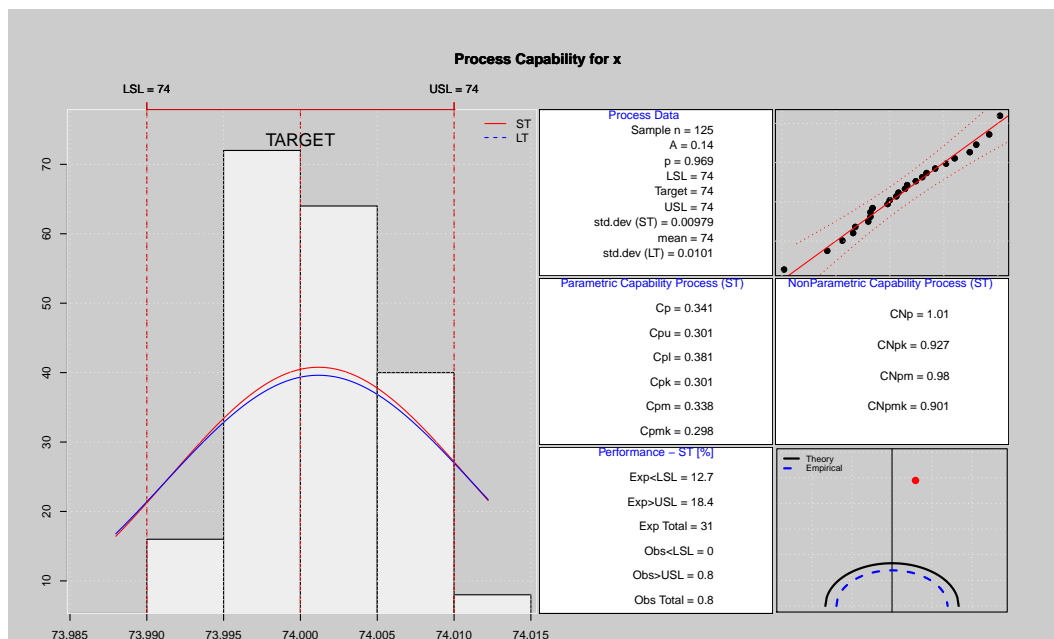 Process Capability for x
LSL = 74
USL = 74
TARGET
ST
LT
70
60
50
40
30
20
10
73.985
73.990
73.995
74.000
74.005
74.010
74.015
Process Data
Sample n = 125
A = 0.14
p = 0.969
LSL = 74
Target = 74
USL = 74
std.dev (ST) = 0.00979
mean = 74
std.dev (LT) = 0.0101
Parametric Capability Process (ST)
Cp = 0.341
Cpu = 0.301
Cpl = 0.381
Cpk = 0.301
Cpm = 0.338
Cpmk = 0.298
NonParametric Capability Process (ST)
CNp = 1.01
CNpk = 0.927
CNpm = 0.98
CNpmk = 0.901
Performance − ST [%]
Exp<LSL = 12.7
Exp>USL = 18.4
Exp Total = 31
Obs<LSL = 0
Obs>USL = 0.8
Obs Total = 0.8
Theory
Empirical